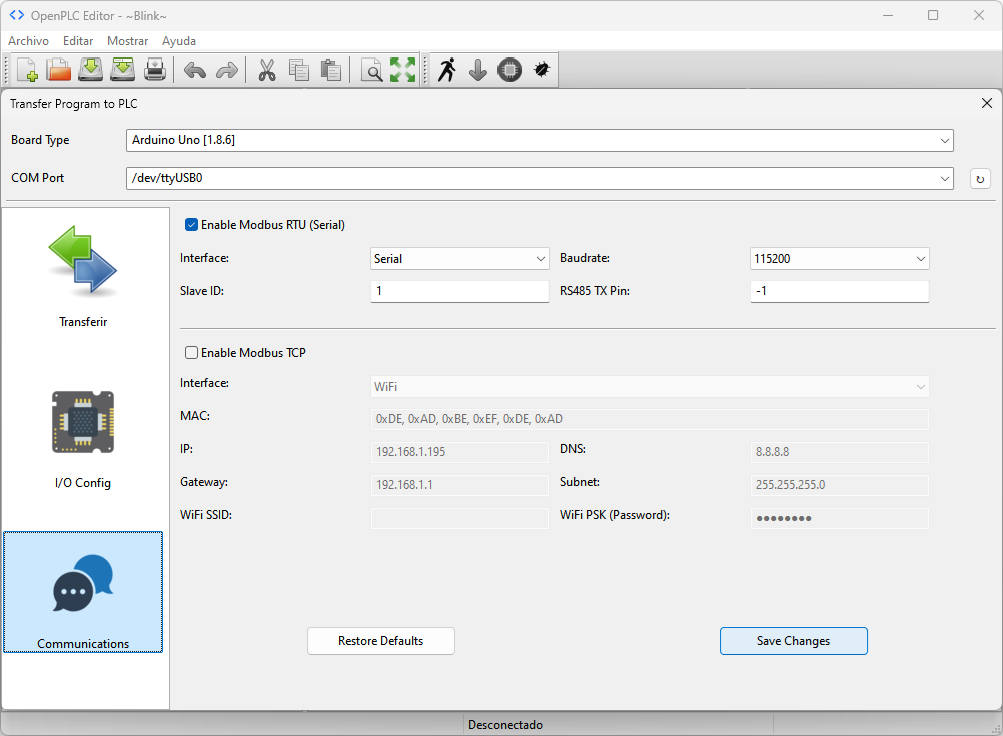 OpenPLC Editor - ~Blink~
Archivo Editar Mostrar Ayuda
Transfer Program to PLC
Board Type Arduino Uno [1.8.6]
COM Port /dev/ttyUSB0
Enable Modbus RTU (Serial)
Interface: Serial Baudrate: 115200
Slave ID: 1 RS485 TX Pin: -1
Transferir
Enable Modbus TCP
Interface: WiFi
MAC: 0xDE, 0xAD, 0xBE, 0xEF, 0xDE, 0xAD
IP: 192.168.1.195 DNS: 8.8.8.8
Gateway: 192.168.1.1 Subnet: 255.255.255.0
I/O Config
WiFi SSID: WiFi PSK (Password): ●●●●●●●●
Communications
Restore Defaults Save Changes
Desconectado